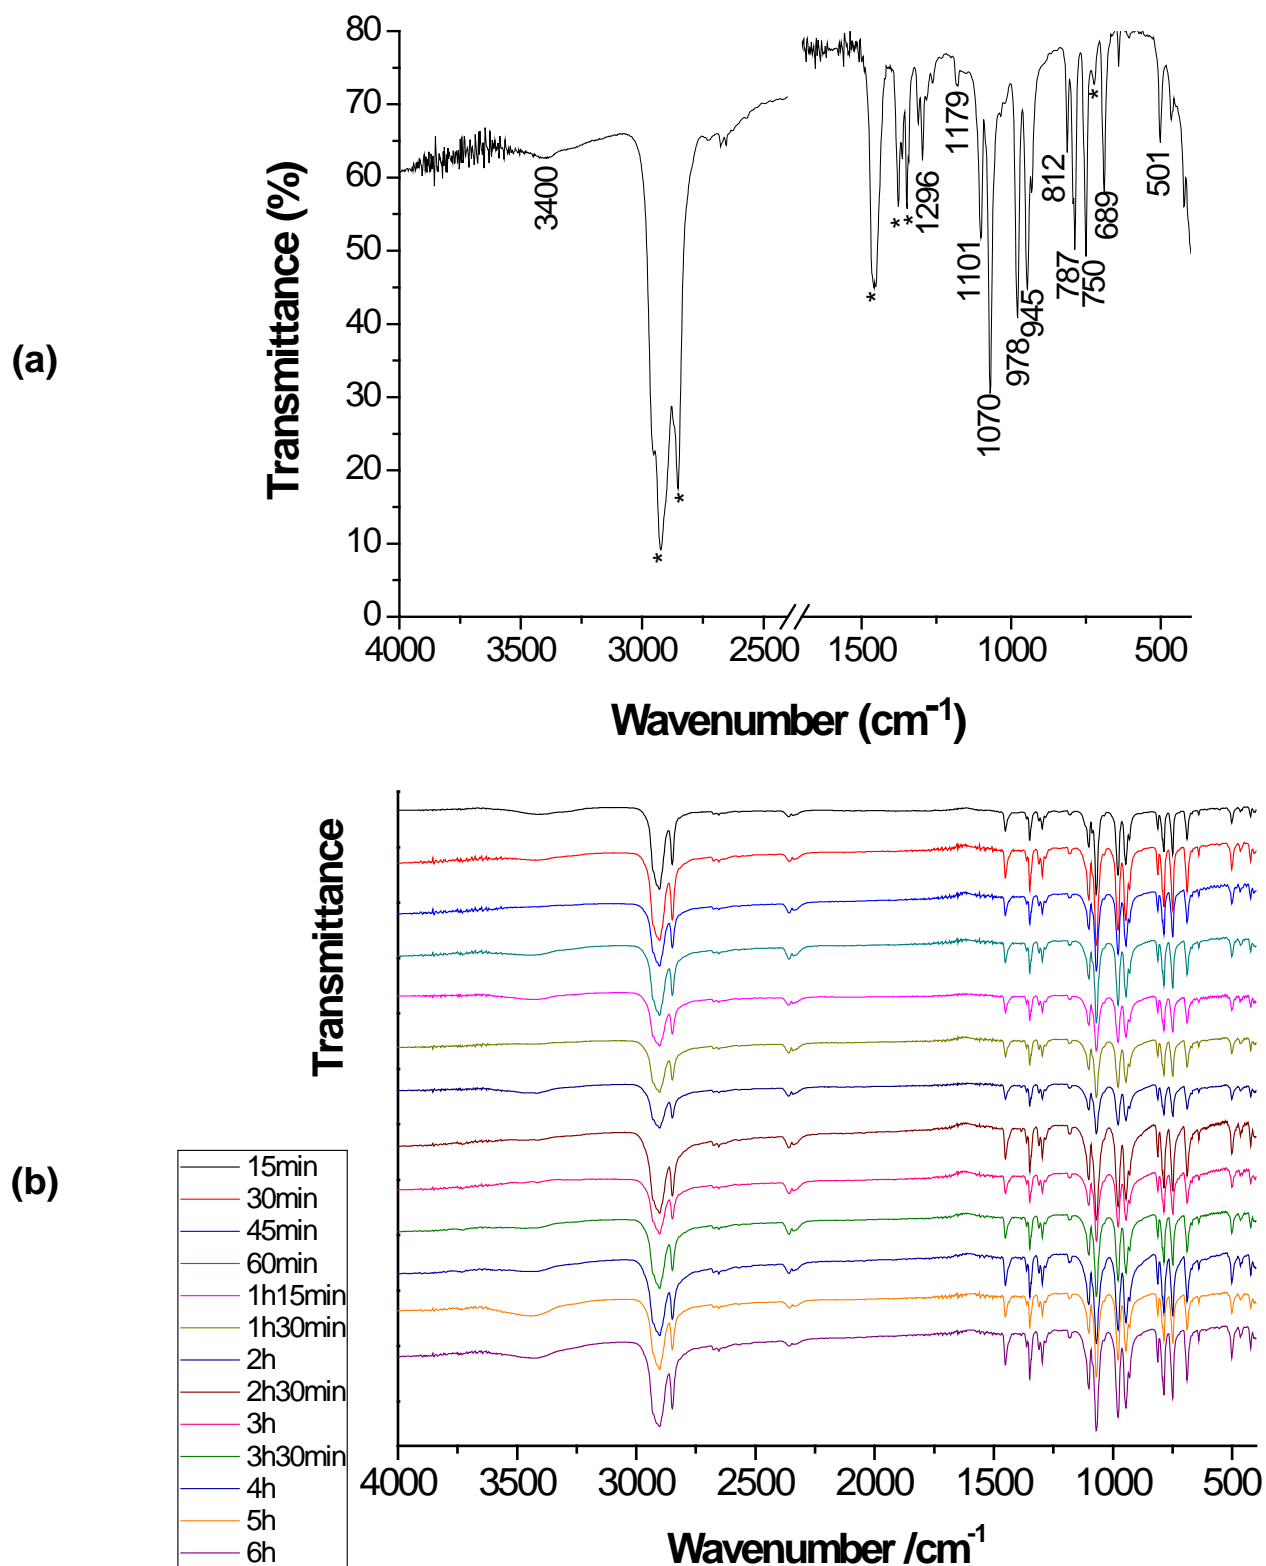 80
70
60
50
40
30
20
10
0
Transmittance (%)
(a)
3400
*
*
*
*
*
1296
1179
1101
1070
978
945
812
787
750
*
689
501
4000 3500 3000 2500 1500 1000 500
Wavenumber (cm⁻¹)
Transmittance
(b)
15min
30min
45min
60min
1h15min
1h30min
2h
2h30min
3h
3h30min
4h
5h
6h
4000 3500 3000 2500 2000 1500 1000 500
Wavenumber /cm⁻¹